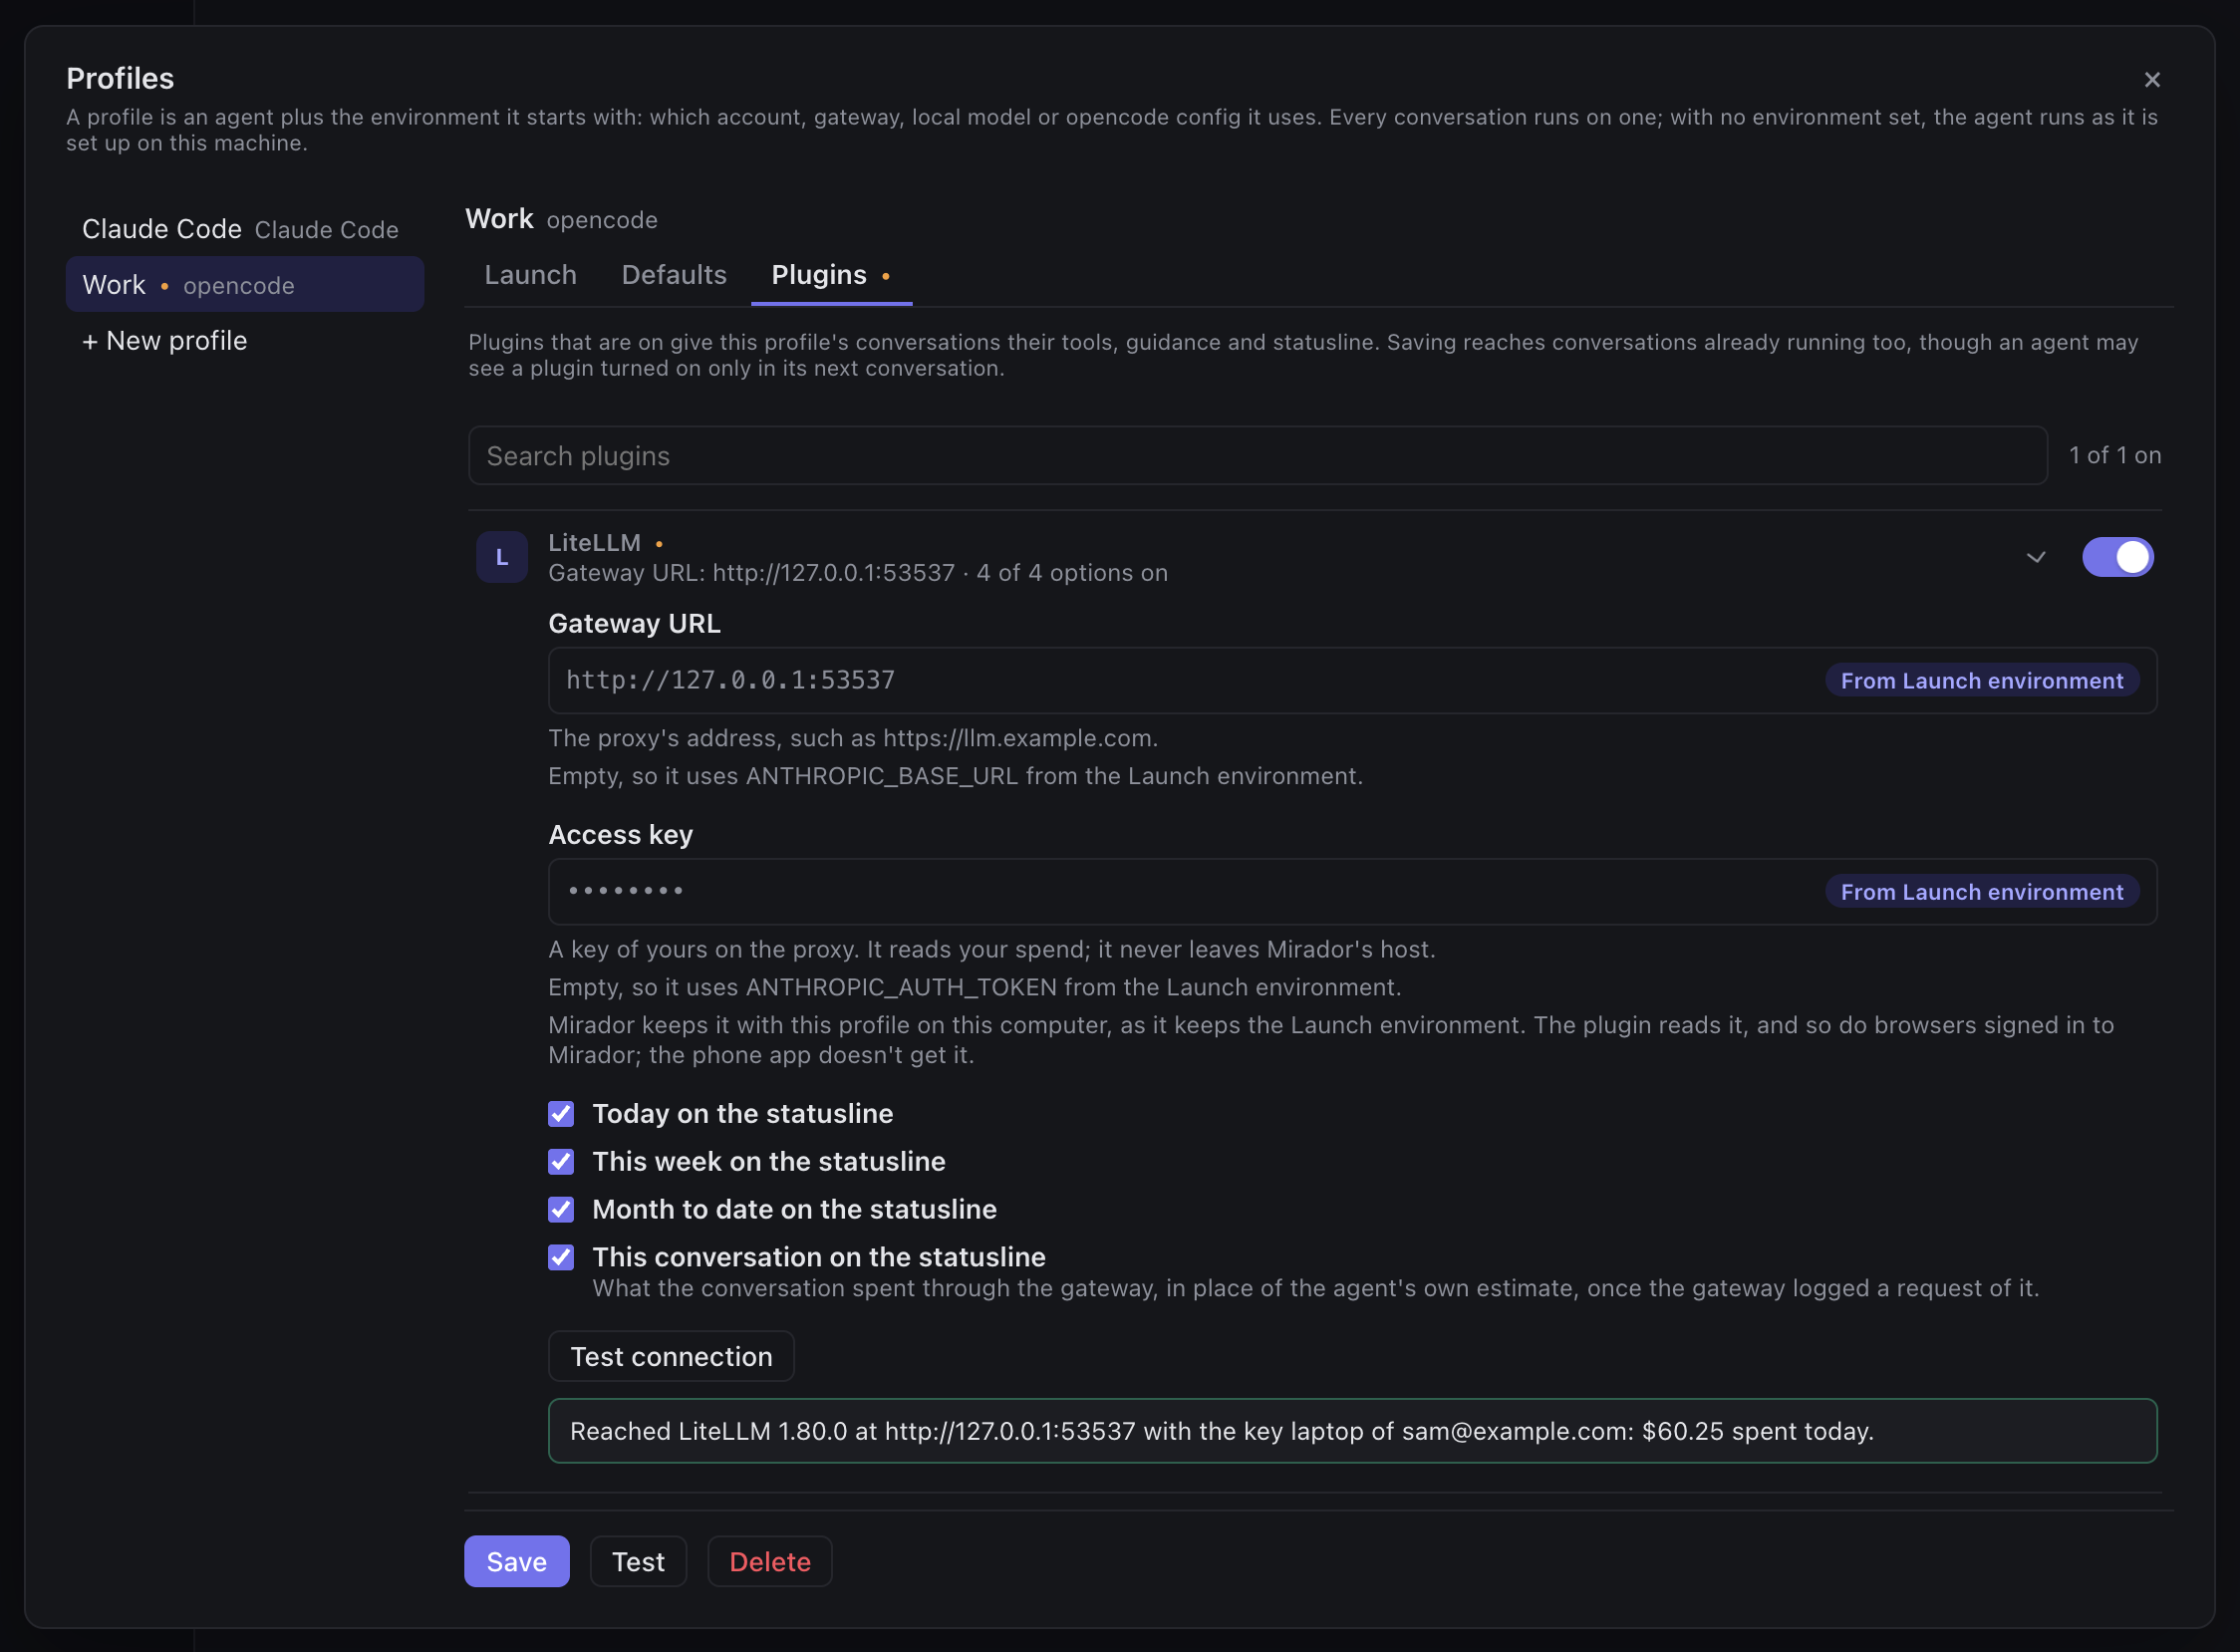 Profiles
×
A profile is an agent plus the environment it starts with: which account, gateway, local model or opencode config it uses. Every conversation runs on one; with no environment set, the agent runs as it is
set up on this machine.
Claude Code Claude Code
Work • opencode
+ New profile
Work opencode
Launch Defaults Plugins •
Plugins that are on give this profile's conversations their tools, guidance and statusline. Saving reaches conversations already running too, though an agent may
see a plugin turned on only in its next conversation.
Search plugins
1 of 1 on
L
LiteLLM •
Gateway URL: http://127.0.0.1:53537 · 4 of 4 options on
Gateway URL
http://127.0.0.1:53537 From Launch environment
The proxy's address, such as https://llm.example.com.
Empty, so it uses ANTHROPIC_BASE_URL from the Launch environment.
Access key
•••••••• From Launch environment
A key of yours on the proxy. It reads your spend; it never leaves Mirador's host.
Empty, so it uses ANTHROPIC_AUTH_TOKEN from the Launch environment.
Mirador keeps it with this profile on this computer, as it keeps the Launch environment. The plugin reads it, and so do browsers signed in to
Mirador; the phone app doesn't get it.
Today on the statusline
This week on the statusline
Month to date on the statusline
This conversation on the statusline
What the conversation spent through the gateway, in place of the agent's own estimate, once the gateway logged a request of it.
Test connection
Reached LiteLLM 1.80.0 at http://127.0.0.1:53537 with the key laptop of sam@example.com: $60.25 spent today.
Save Test Delete